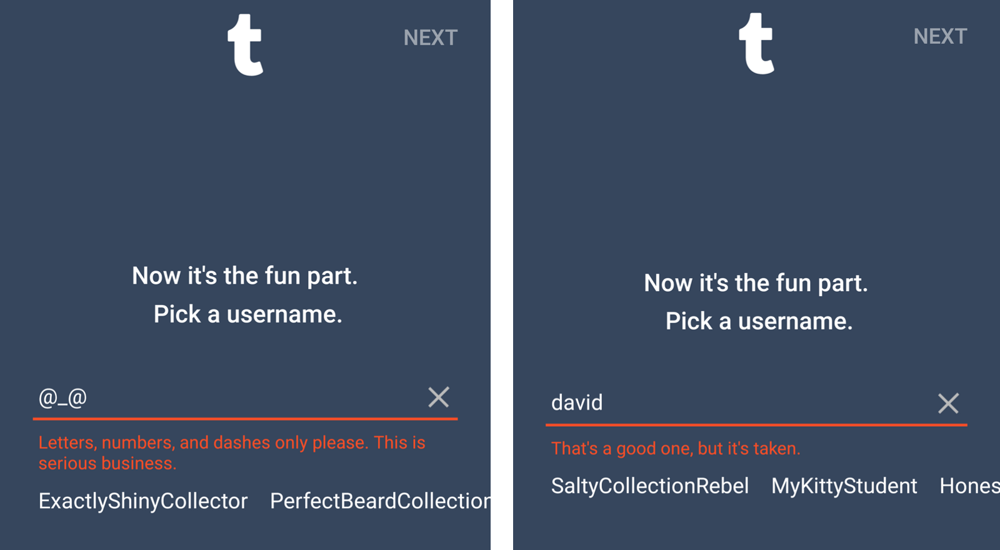 t
NEXT
Now it's the fun part.
Pick a username.
@_@
Letters, numbers, and dashes only please. This is
serious business.
ExactlyShinyCollector PerfectBeardCollection
t
NEXT
Now it's the fun part.
Pick a username.
david
That's a good one, but it's taken.
SaltyCollectionRebel MyKittyStudent Hones